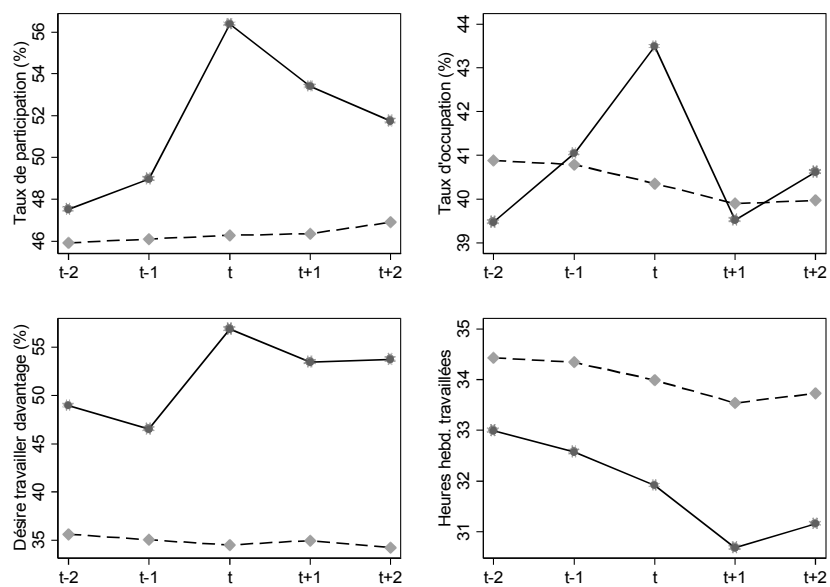 Taux de participation (%)
56
54
52
50
48
46
t-2 t-1 t t+1 t+2
Taux d'occupation (%)
44
43
42
41
40
39
t-2 t-1 t t+1 t+2
Désire travailler davantage (%)
55
50
45
40
35
t-2 t-1 t t+1 t+2
Heures hebd. travaillées
35
34
33
32
31
t-2 t-1 t t+1 t+2